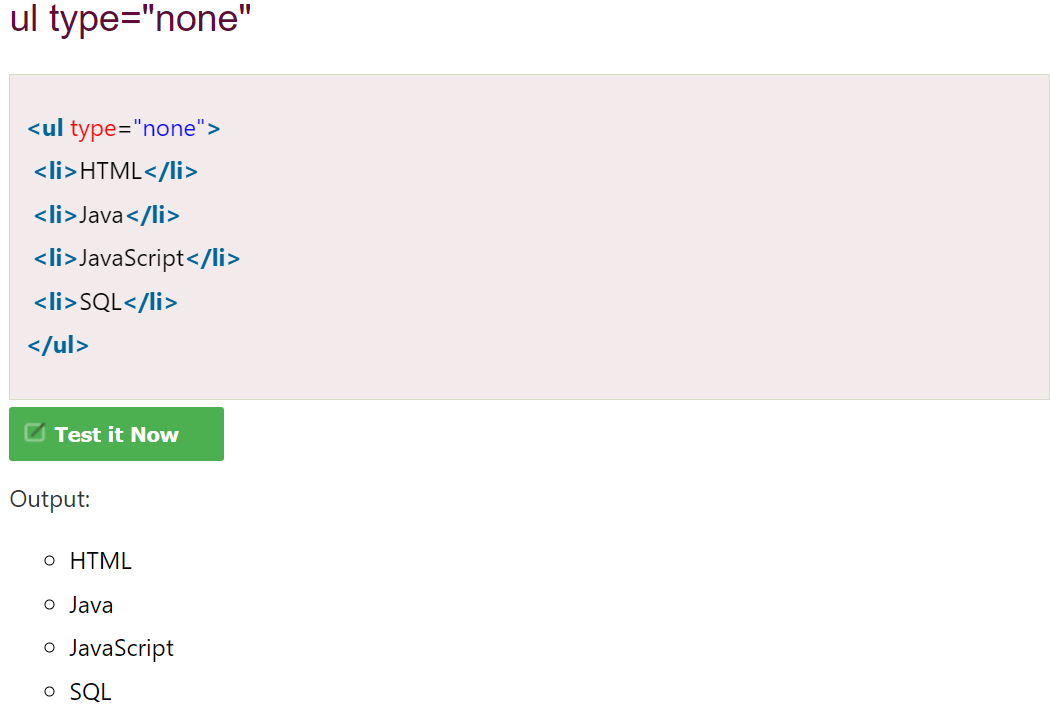 ul type="none"
<ul type="none">
<li>HTML</li>
<li>Java</li>
<li>JavaScript</li>
<li>SQL</li>
</ul>
Test it Now
Output:
HTML
Java
JavaScript
SQL